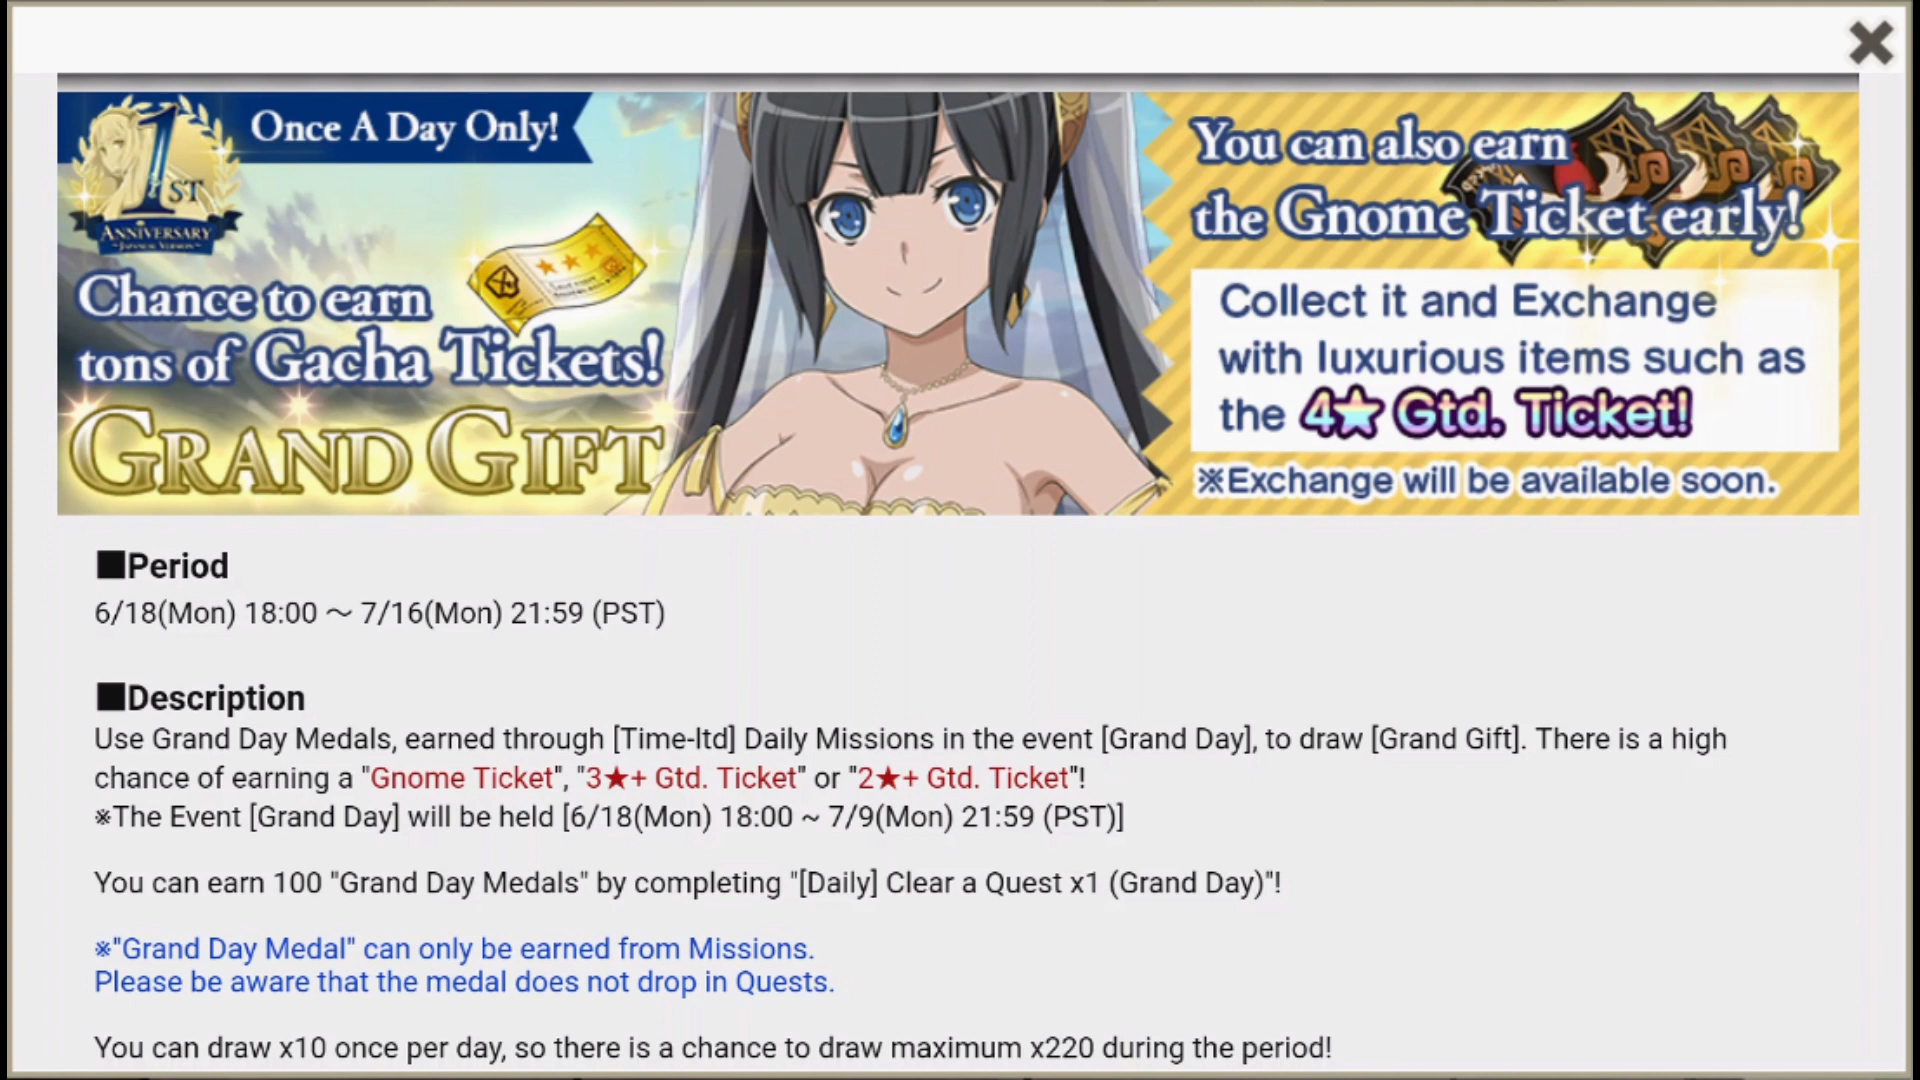 1ST
ANNIVERSARY
~JAPANESE VERSION~
Once A Day Only!
Chance to earn
tons of Gacha Tickets!
GRAND GIFT
You can also earn
the Gnome Ticket early!
Collect it and Exchange
with luxurious items such as
the 4★ Gtd. Ticket!
※Exchange will be available soon.
■Period
6/18(Mon) 18:00 ～ 7/16(Mon) 21:59 (PST)
■Description
Use Grand Day Medals, earned through [Time-ltd] Daily Missions in the event [Grand Day], to draw [Grand Gift]. There is a high
chance of earning a "Gnome Ticket", "3★+ Gtd. Ticket" or "2★+ Gtd. Ticket"!
※The Event [Grand Day] will be held [6/18(Mon) 18:00 ~ 7/9(Mon) 21:59 (PST)]
You can earn 100 "Grand Day Medals" by completing "[Daily] Clear a Quest x1 (Grand Day)"!
※"Grand Day Medal" can only be earned from Missions.
Please be aware that the medal does not drop in Quests.
You can draw x10 once per day, so there is a chance to draw maximum x220 during the period!